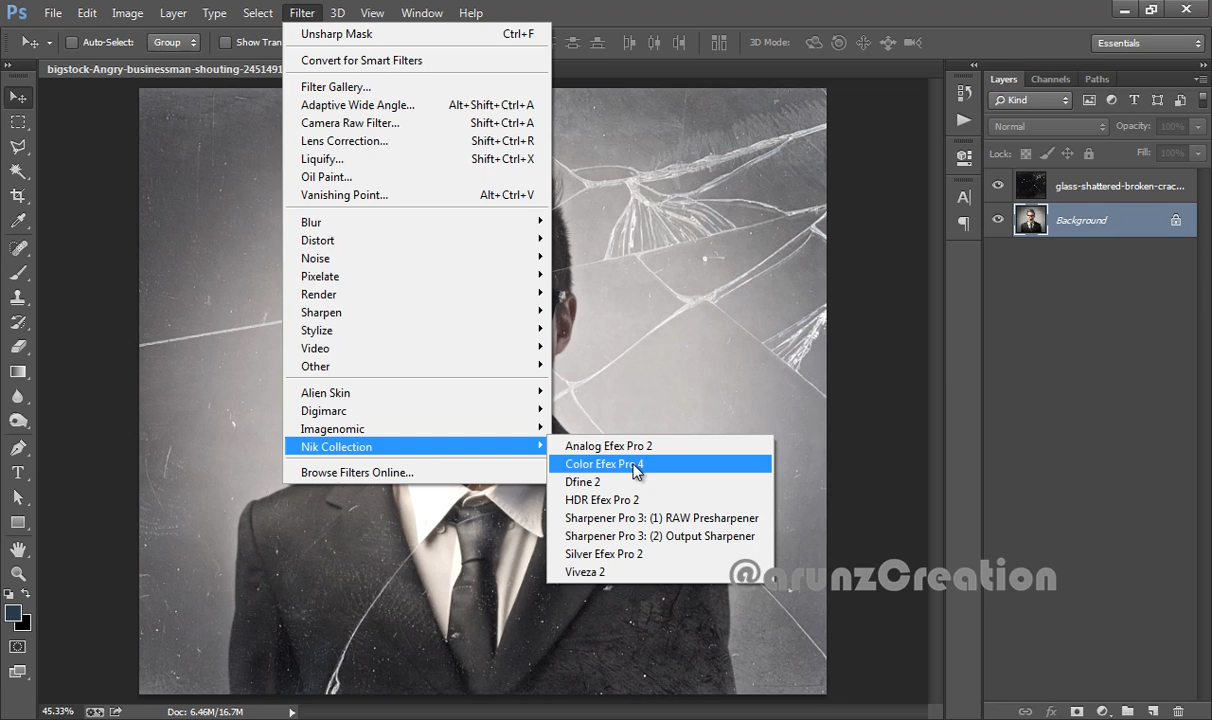 Ps File Edit Image Layer Type Select Filter 3D View Window Help
Auto-Select: Group Show Tran 3D Mode: Essentials
bigstock-Angry-businessman-shouting-2451491
Unsharp Mask Ctrl+F
Convert for Smart Filters
Filter Gallery...
Adaptive Wide Angle... Alt+Shift+Ctrl+A
Camera Raw Filter... Shift+Ctrl+A
Lens Correction... Shift+Ctrl+R
Liquify... Shift+Ctrl+X
Oil Paint...
Vanishing Point... Alt+Ctrl+V
Blur
Distort
Noise
Pixelate
Render
Sharpen
Stylize
Video
Other
Alien Skin
Digimarc
Imagenomic
Nik Collection
Browse Filters Online...
Analog Efex Pro 2
Color Efex Pro 4
Dfine 2
HDR Efex Pro 2
Sharpener Pro 3: (1) RAW Presharpener
Sharpener Pro 3: (2) Output Sharpener
Silver Efex Pro 2
Viveza 2
@arunzCreation
Layers Channels Paths
Kind
Normal Opacity: 100%
Lock: Fill: 100%
glass-shattered-broken-crac...
Background
45.33% Doc: 6.46M/16.7M